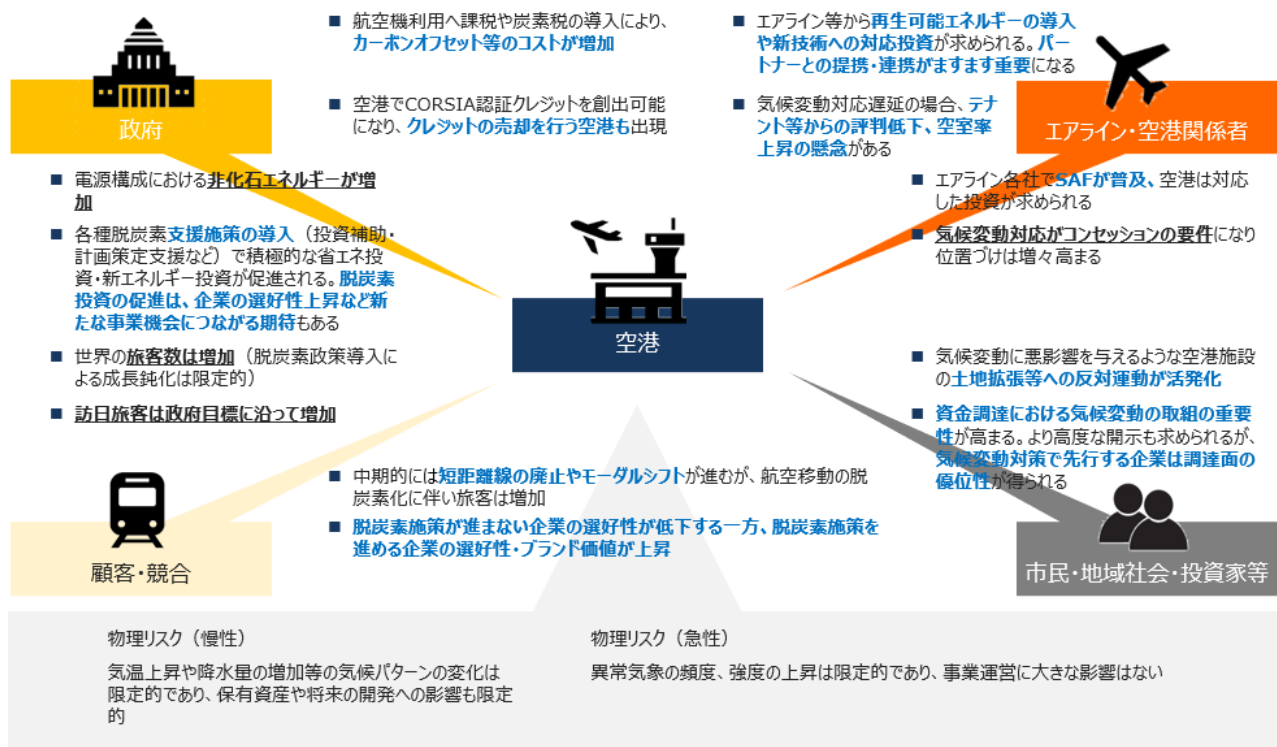 ■ 航空機利用へ課税や炭素税の導入により、
カーボンオフセット等のコストが増加
■ 空港でCORSIA認証クレジットを創出可能
になり、クレジットの売却を行う空港も出現
■ エアライン等から再生可能エネルギーの導入
や新技術への対応投資が求められる。パー
トナーとの提携・連携がますます重要になる
■ 気候変動対応遅延の場合、テナ
ント等からの評判低下、空室率
上昇の懸念がある
政府
エアライン・空港関係者
■ 電源構成における非化石エネルギーが増
加
■ 各種脱炭素支援施策の導入（投資補助・
計画策定支援など）で積極的な省エネ投
資・新エネルギー投資が促進される。脱炭素
投資の促進は、企業の選好性上昇など新
たな事業機会につながる期待もある
■ 世界の旅客数は増加（脱炭素政策導入に
よる成長鈍化は限定的）
■ 訪日旅客は政府目標に沿って増加
■ エアライン各社でSAFが普及、空港は対応
した投資が求められる
■ 気候変動対応がコンセッションの要件になり
位置づけは増々高まる
空港
■ 気候変動に悪影響を与えるような空港施設
の土地拡張等への反対運動が活発化
■ 資金調達における気候変動の取組の重要
性が高まる。より高度な開示も求められるが、
気候変動対策で先行する企業は調達面の
優位性が得られる
■ 中期的には短距離線の廃止やモーダルシフトが進むが、航空移動の脱
炭素化に伴い旅客は増加
■ 脱炭素施策が進まない企業の選好性が低下する一方、脱炭素施策を
進める企業の選好性・ブランド価値が上昇
顧客・競合
市民・地域社会・投資家等
物理リスク（慢性）
気温上昇や降水量の増加等の気候パターンの変化は
限定的であり、保有資産や将来の開発への影響も限定
的
物理リスク（急性）
異常気象の頻度、強度の上昇は限定的であり、事業運営に大きな影響はない